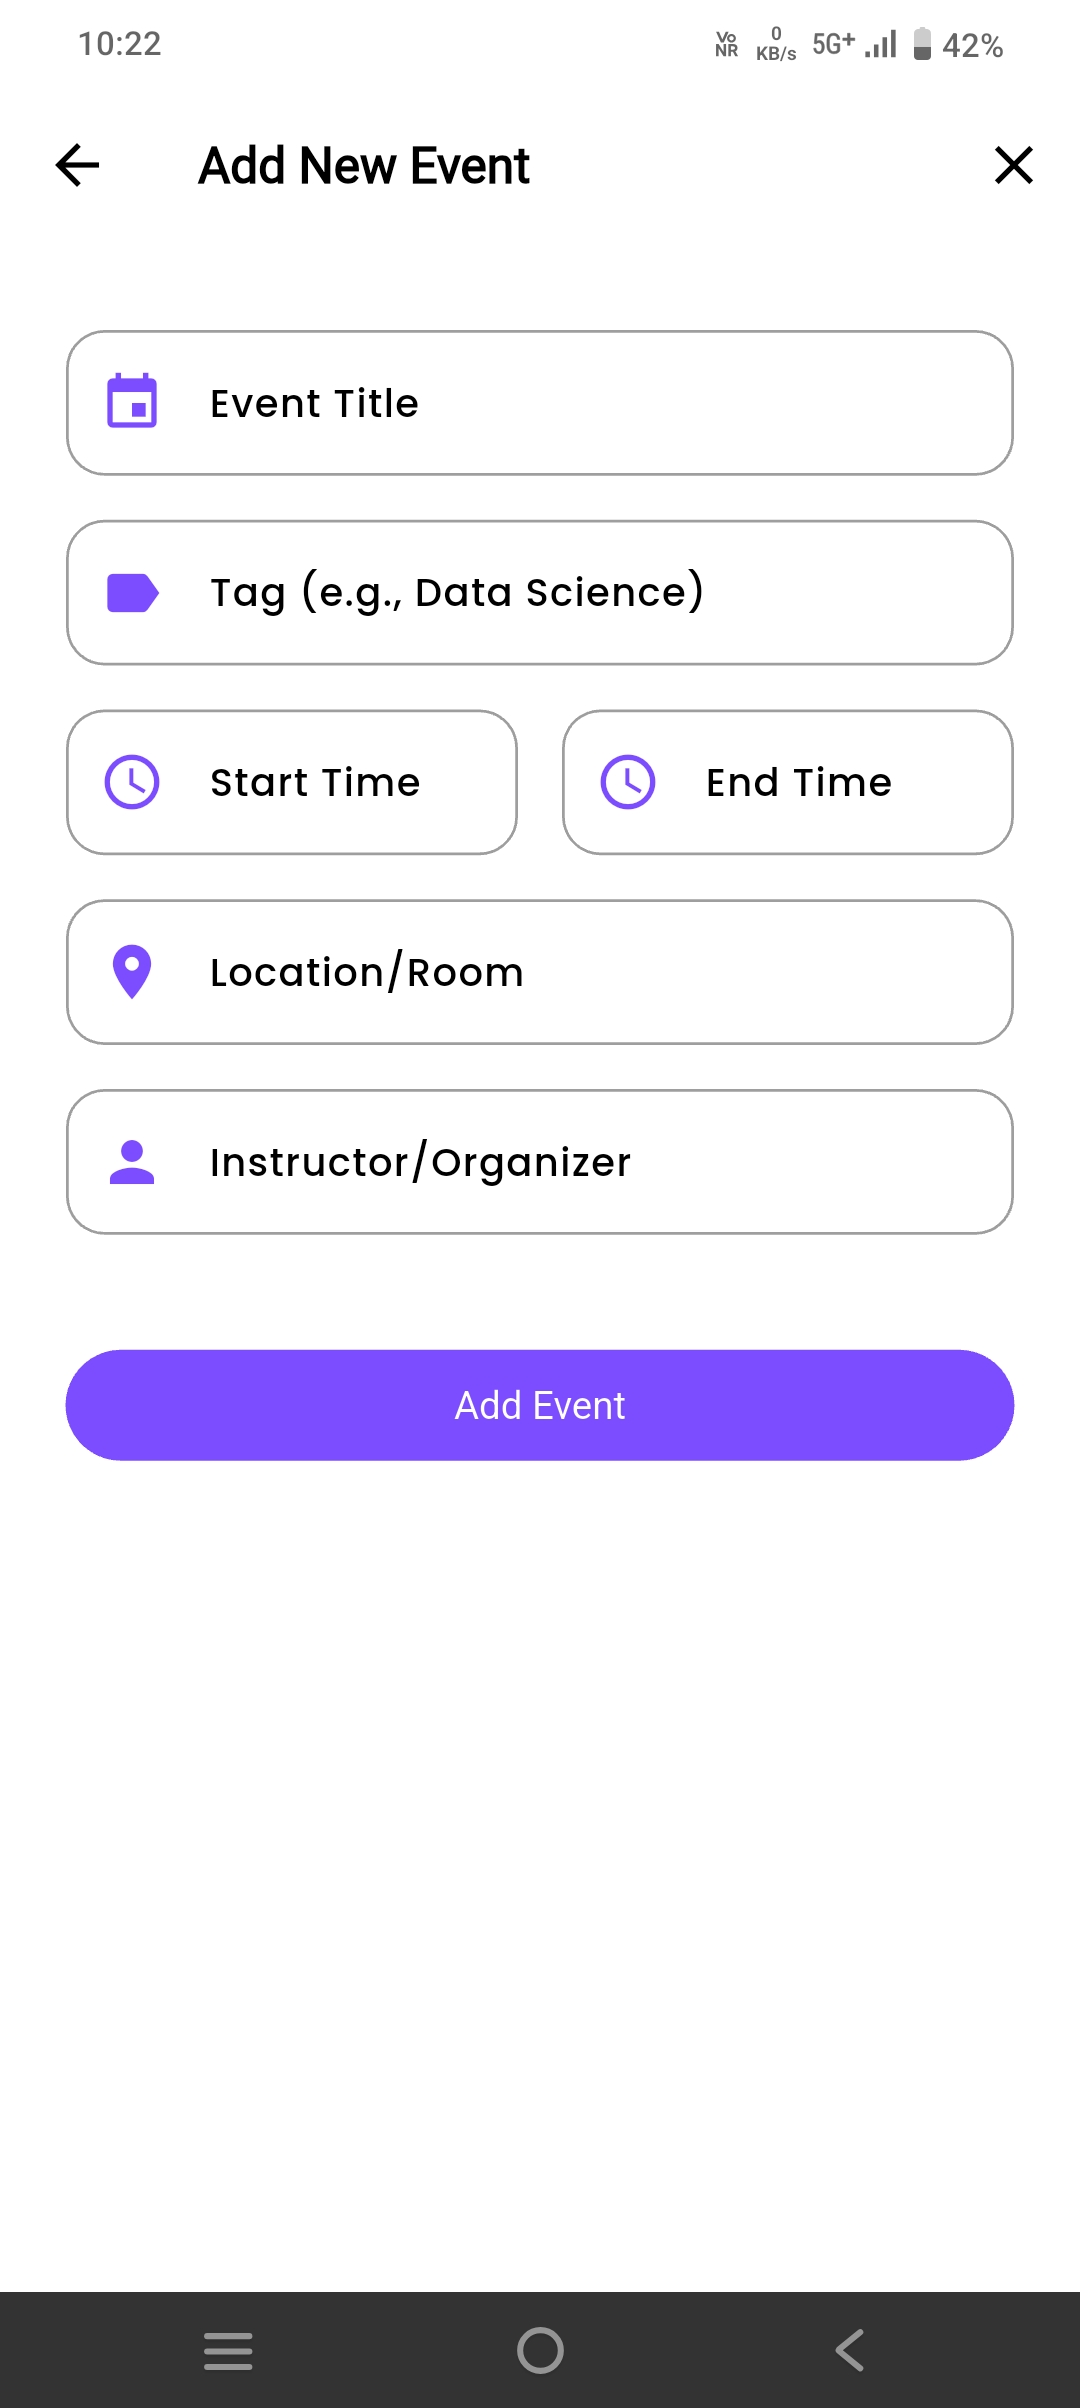 10:22
Vo NR
0 KB/s
5G+
42%
Add New Event
Event Title
Tag (e.g., Data Science)
Start Time
End Time
Location/Room
Instructor/Organizer
Add Event